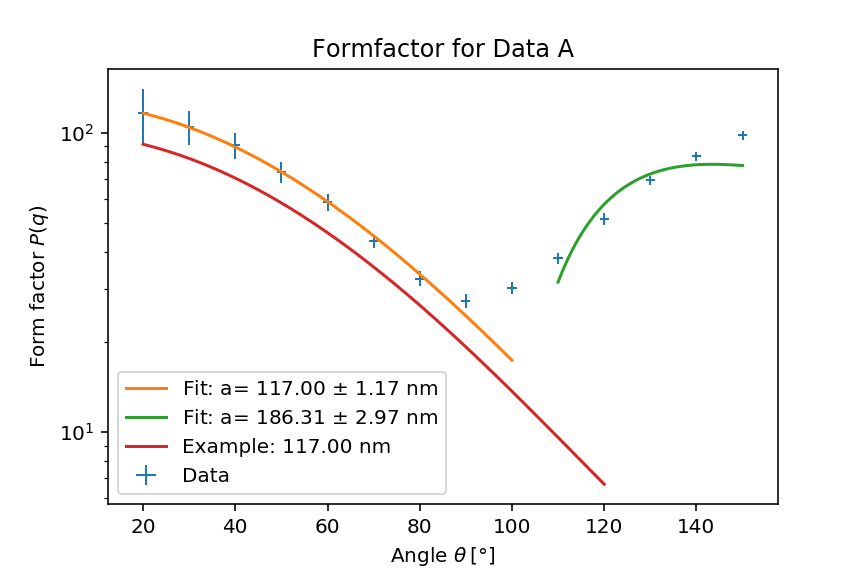 Formfactor for Data A
Form factor P(q)
10²
10¹
Fit: a= 117.00 ± 1.17 nm
Fit: a= 186.31 ± 2.97 nm
Example: 117.00 nm
Data
20 40 60 80 100 120 140
Angle θ [°]